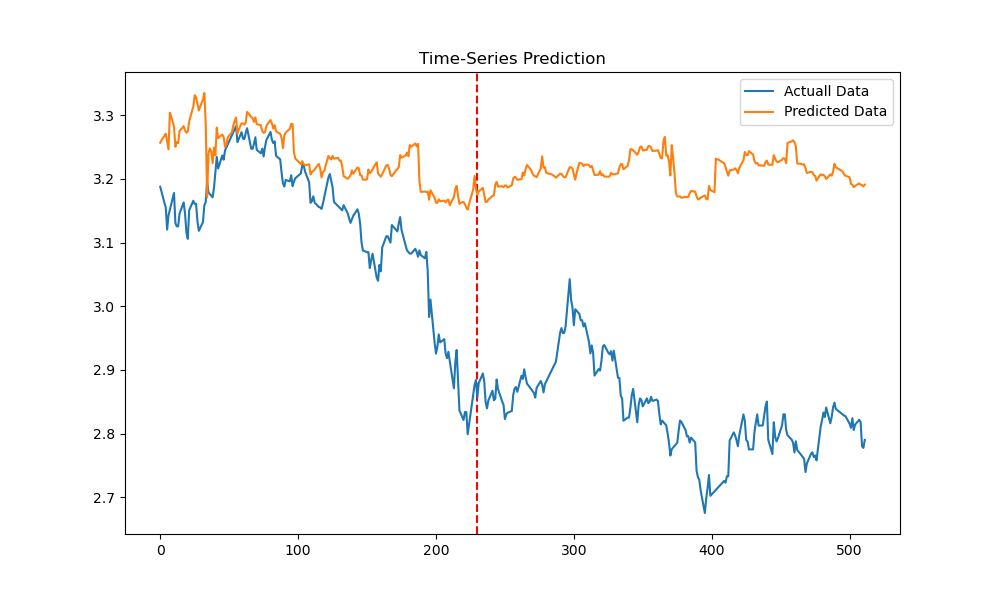 Time-Series Prediction
Actuall Data
Predicted Data
3.3
3.2
3.1
3.0
2.9
2.8
2.7
0 100 200 300 400 500